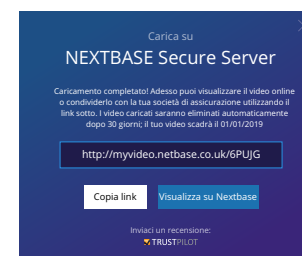 Carica su
NEXTBASE Secure Server
Caricamento completato! Adesso puoi visualizzare il video online
o condividerlo con la tua società di assicurazione utilizzando il
link sotto. I video caricati saranno eliminati automaticamente
dopo 30 giorni; il tuo video scadrà il 01/01/2019
http://myvideo.netbase.co.uk/6PUJG
Copia link
Visualizza su Nextbase
Inviaci un recensione:
TRUSTPILOT